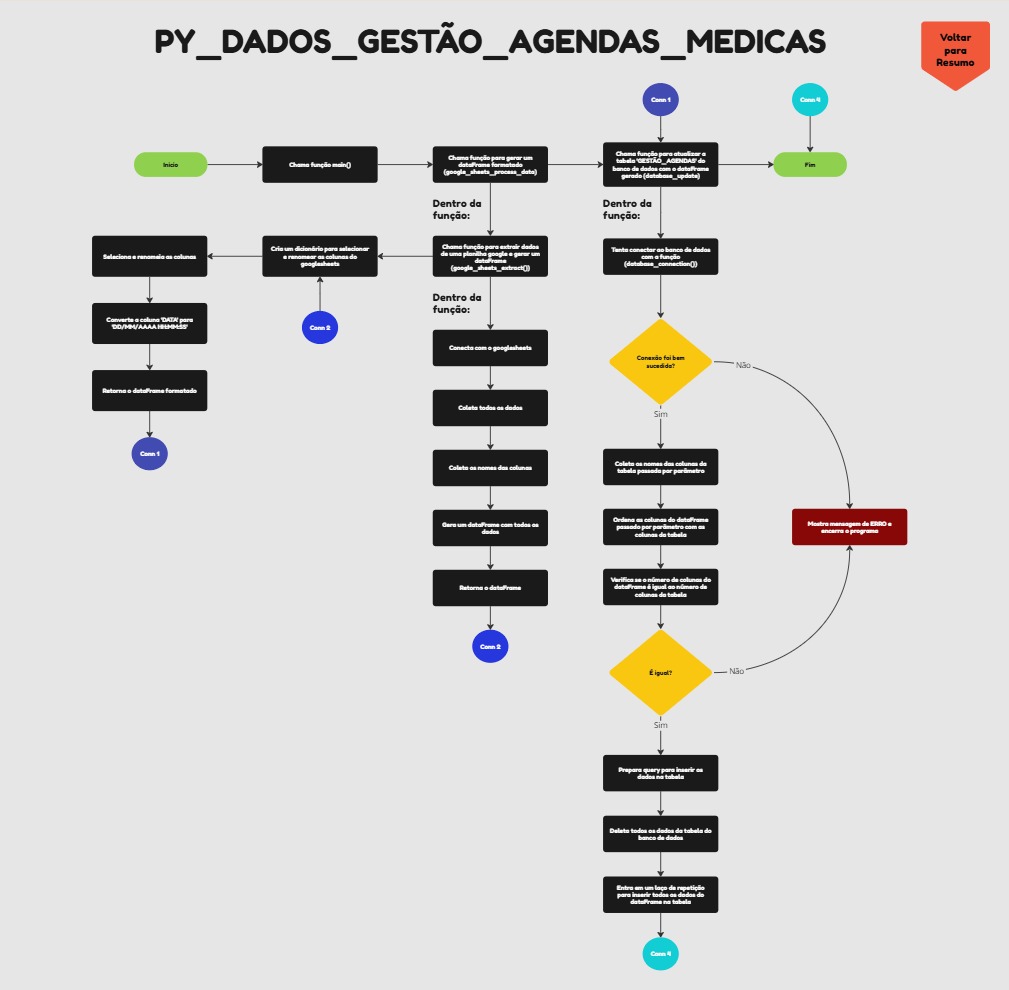 PY_DADOS_GESTÃO_AGENDAS_MEDICAS
Voltar
para
Resumo
Conn 1
Conn 4
Inicio
Chama função main()
Chama função para gerar um
dataFrame formatado
(google_sheets_process_data)
Chama função para atualizar a
tabela 'GESTÃO_AGENDAS' do
banco de dados com o dataFrame
gerado (database_update)
Fim
Dentro da
função:
Dentro da
função:
Seleciona e renomeia as colunas
Cria um dicionário para selecionar
e renomear as colunas do
googlesheets
Chama função para extrair dados
de uma planilha google e gerar um
dataFrame
(google_sheets_extract())
Tenta conectar ao banco de dados
com a função
(database_connection())
Dentro da
função:
Converte a coluna 'DATA' para
'DD/MM/AAAA HH:MM:SS'
Conn 2
Conecta com o googlesheets
Conexão foi bem
sucedida?
Não
Sim
Retorna o dataFrame formatado
Coleta todos os dados
Conn 1
Coleta os nomes das colunas
Coleta os nomes das colunas da
tabela passada por parâmetro
Gera um dataFrame com todos os
dados
Ordena as colunas do dataFrame
passado por parâmetro com as
colunas da tabela
Mostra mensagem de ERRO e
encerra o programa
Retorna o dataFrame
Verifica se o número de colunas do
dataFrame é igual ao número de
colunas da tabela
Conn 2
É igual?
Não
Sim
Prepara query para inserir os
dados na tabela
Deleta todos os dados da tabela do
banco de dados
Entra em um laço de repetição
para inserir todos os dados do
dataFrame na tabela
Conn 4